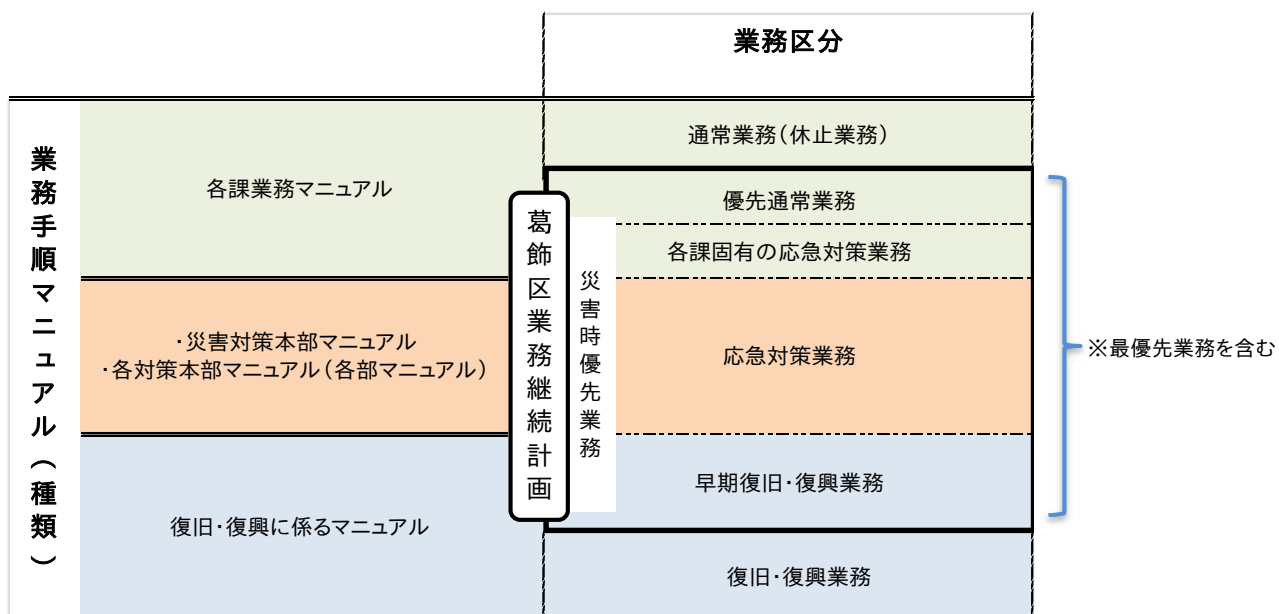 業務区分
業務手順マニュアル（種類）
各課業務マニュアル
・災害対策本部マニュアル
・各対策本部マニュアル（各部マニュアル）
復旧・復興に係るマニュアル
葛飾区業務継続計画
災害時優先業務
通常業務（休止業務）
優先通常業務
各課固有の応急対策業務
応急対策業務
早期復旧・復興業務
復旧・復興業務
※最優先業務を含む